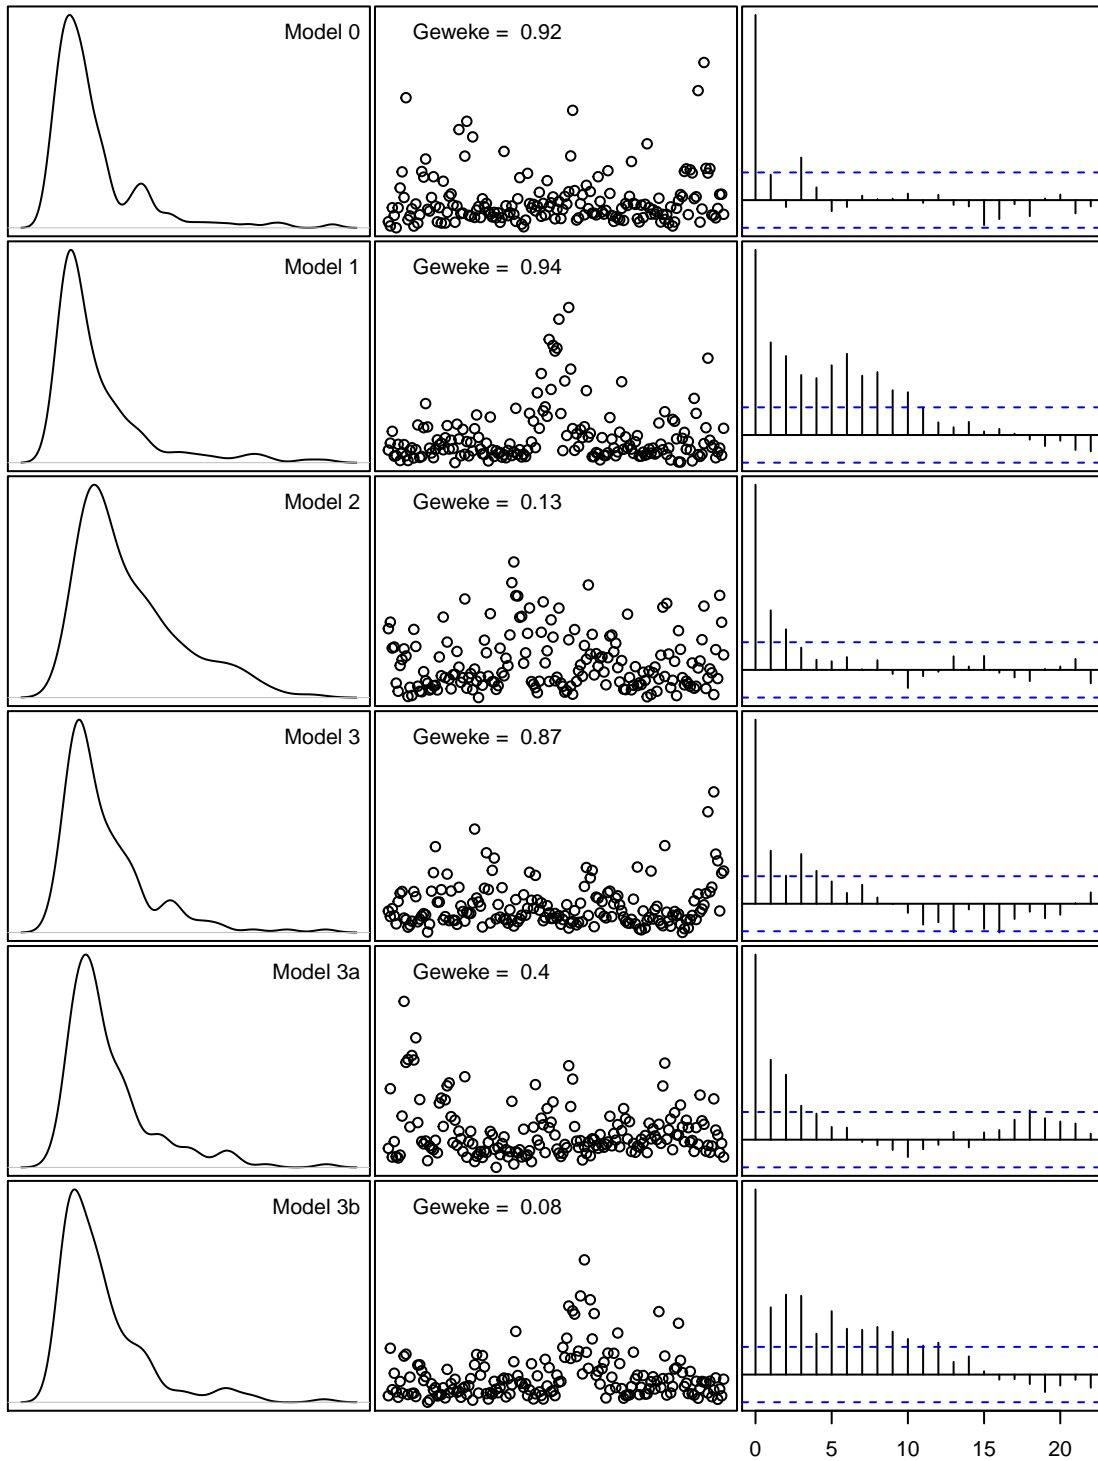 Model 0 Geweke = 0.92
Model 1 Geweke = 0.94
Model 2 Geweke = 0.13
Model 3 Geweke = 0.87
Model 3a Geweke = 0.4
Model 3b Geweke = 0.08
0 5 10 15 20